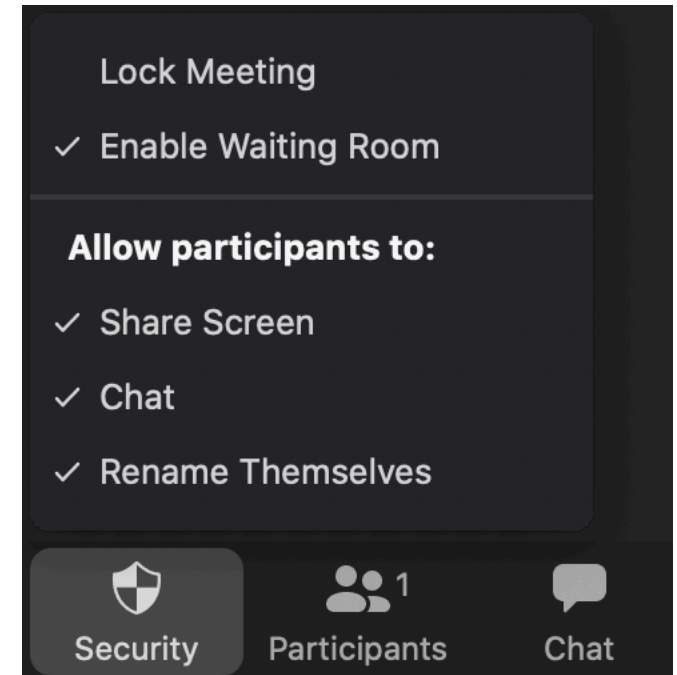 Lock Meeting
✓ Enable Waiting Room
Allow participants to:
✓ Share Screen
✓ Chat
✓ Rename Themselves
1
Security Participants Chat